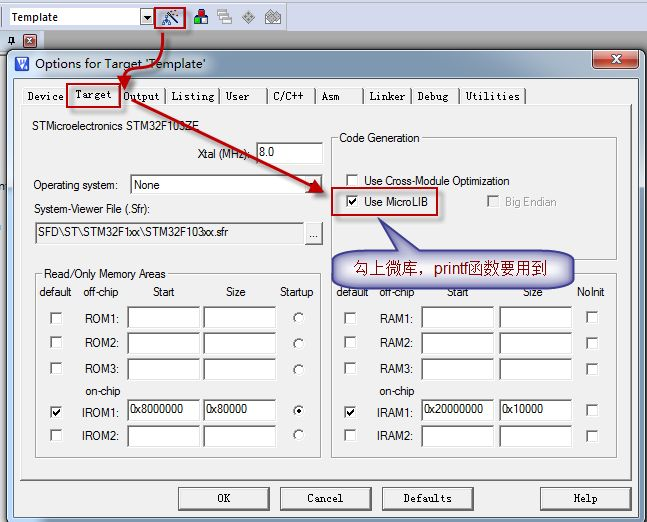 Template
Options for Target 'Template'
Device Target Output Listing User C/C++ Asm Linker Debug Utilities
STMicroelectronics STM32F103ZE
Xtal (MHz): 8.0
Operating system: None
System-Viewer File (.Sfr):
SFD\ST\STM32F1xx\STM32F103xx.sfr ...
Code Generation
Use Cross-Module Optimization
Use MicroLIB Big Endian
勾上微库，printf函数要用到
Read/Only Memory Areas
default off-chip Start Size Startup
ROM1:
ROM2:
ROM3:
on-chip
IROM1: 0x8000000 0x80000
IROM2:
default off-chip Start Size NoInit
RAM1:
RAM2:
RAM3:
on-chip
IRAM1: 0x20000000 0x10000
IRAM2:
OK Cancel Defaults Help